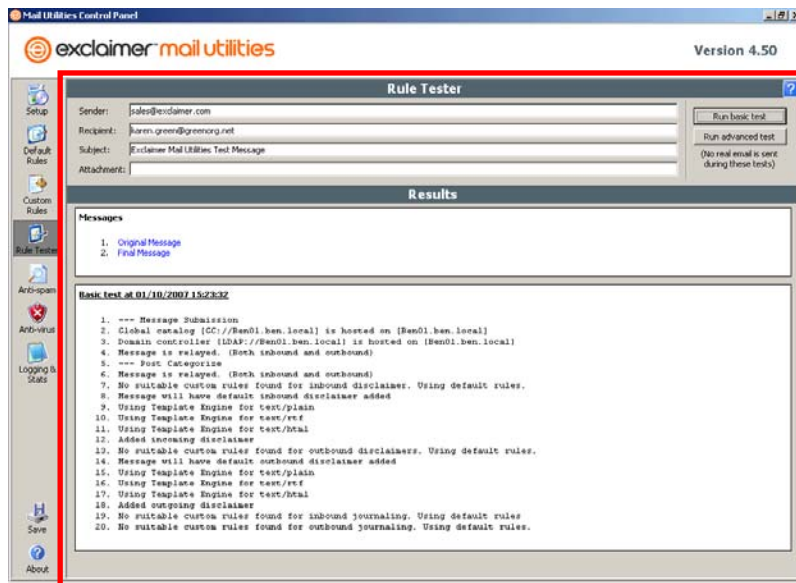 Mail Utilities Control Panel
exclaimer mail utilities
Version 4.50
Setup
Default
Rules
Custom
Rules
Rule Tester
Anti-spam
Anti-virus
Logging &
Stats
Save
About
Rule Tester
?
Sender: sales@exclaimer.com
Recipient: karen.green@greenorg.net
Subject: Exclaimer Mail Utilities Test Message
Attachment:
Run basic test
Run advanced test
(No real email is sent
during these tests)
Results
Messages
1. Original Message
2. Final Message
Basic test at 01/10/2007 15:23:32
1. --- Message Submission
2. Global catalog [GC://Ben01.ben.local] is hosted on [Ben01.ben.local]
3. Domain controller [LDAP://Ben01.ben.local] is hosted on [Ben01.ben.local]
4. Message is relayed. (Both inbound and outbound)
5. --- Post Categorize
6. Message is relayed. (Both inbound and outbound)
7. No suitable custom rules found for inbound disclaimer. Using default rules.
8. Message will have default inbound disclaimer added
9. Using Template Engine for text/plain
10. Using Template Engine for text/rtf
11. Using Template Engine for text/html
12. Added incoming disclaimer
13. No suitable custom rules found for outbound disclaimers. Using default rules.
14. Message will have default outbound disclaimer added
15. Using Template Engine for text/plain
16. Using Template Engine for text/rtf
17. Using Template Engine for text/html
18. Added outgoing disclaimer
19. No suitable custom rules found for inbound journaling. Using default rules
20. No suitable custom rules found for outbound journaling. Using default rules.